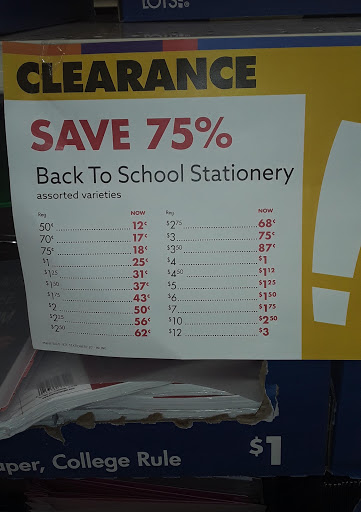 LOTS!
CLEARANCE
SAVE 75%
Back To School Stationery
assorted varieties
Reg NOW
50¢ 12¢
70¢ 17¢
75¢ 18¢
$1 25¢
$1.25 31¢
$1.50 37¢
$1.75 43¢
$2 50¢
$2.25 56¢
$2.50 62¢
Reg NOW
$2.75 68¢
$3 75¢
$3.50 87¢
$4 $1
$4.50 $1.12
$5 $1.25
$6 $1.50
$7 $1.75
$10 $2.50
$12 $3
aper, College Rule $1